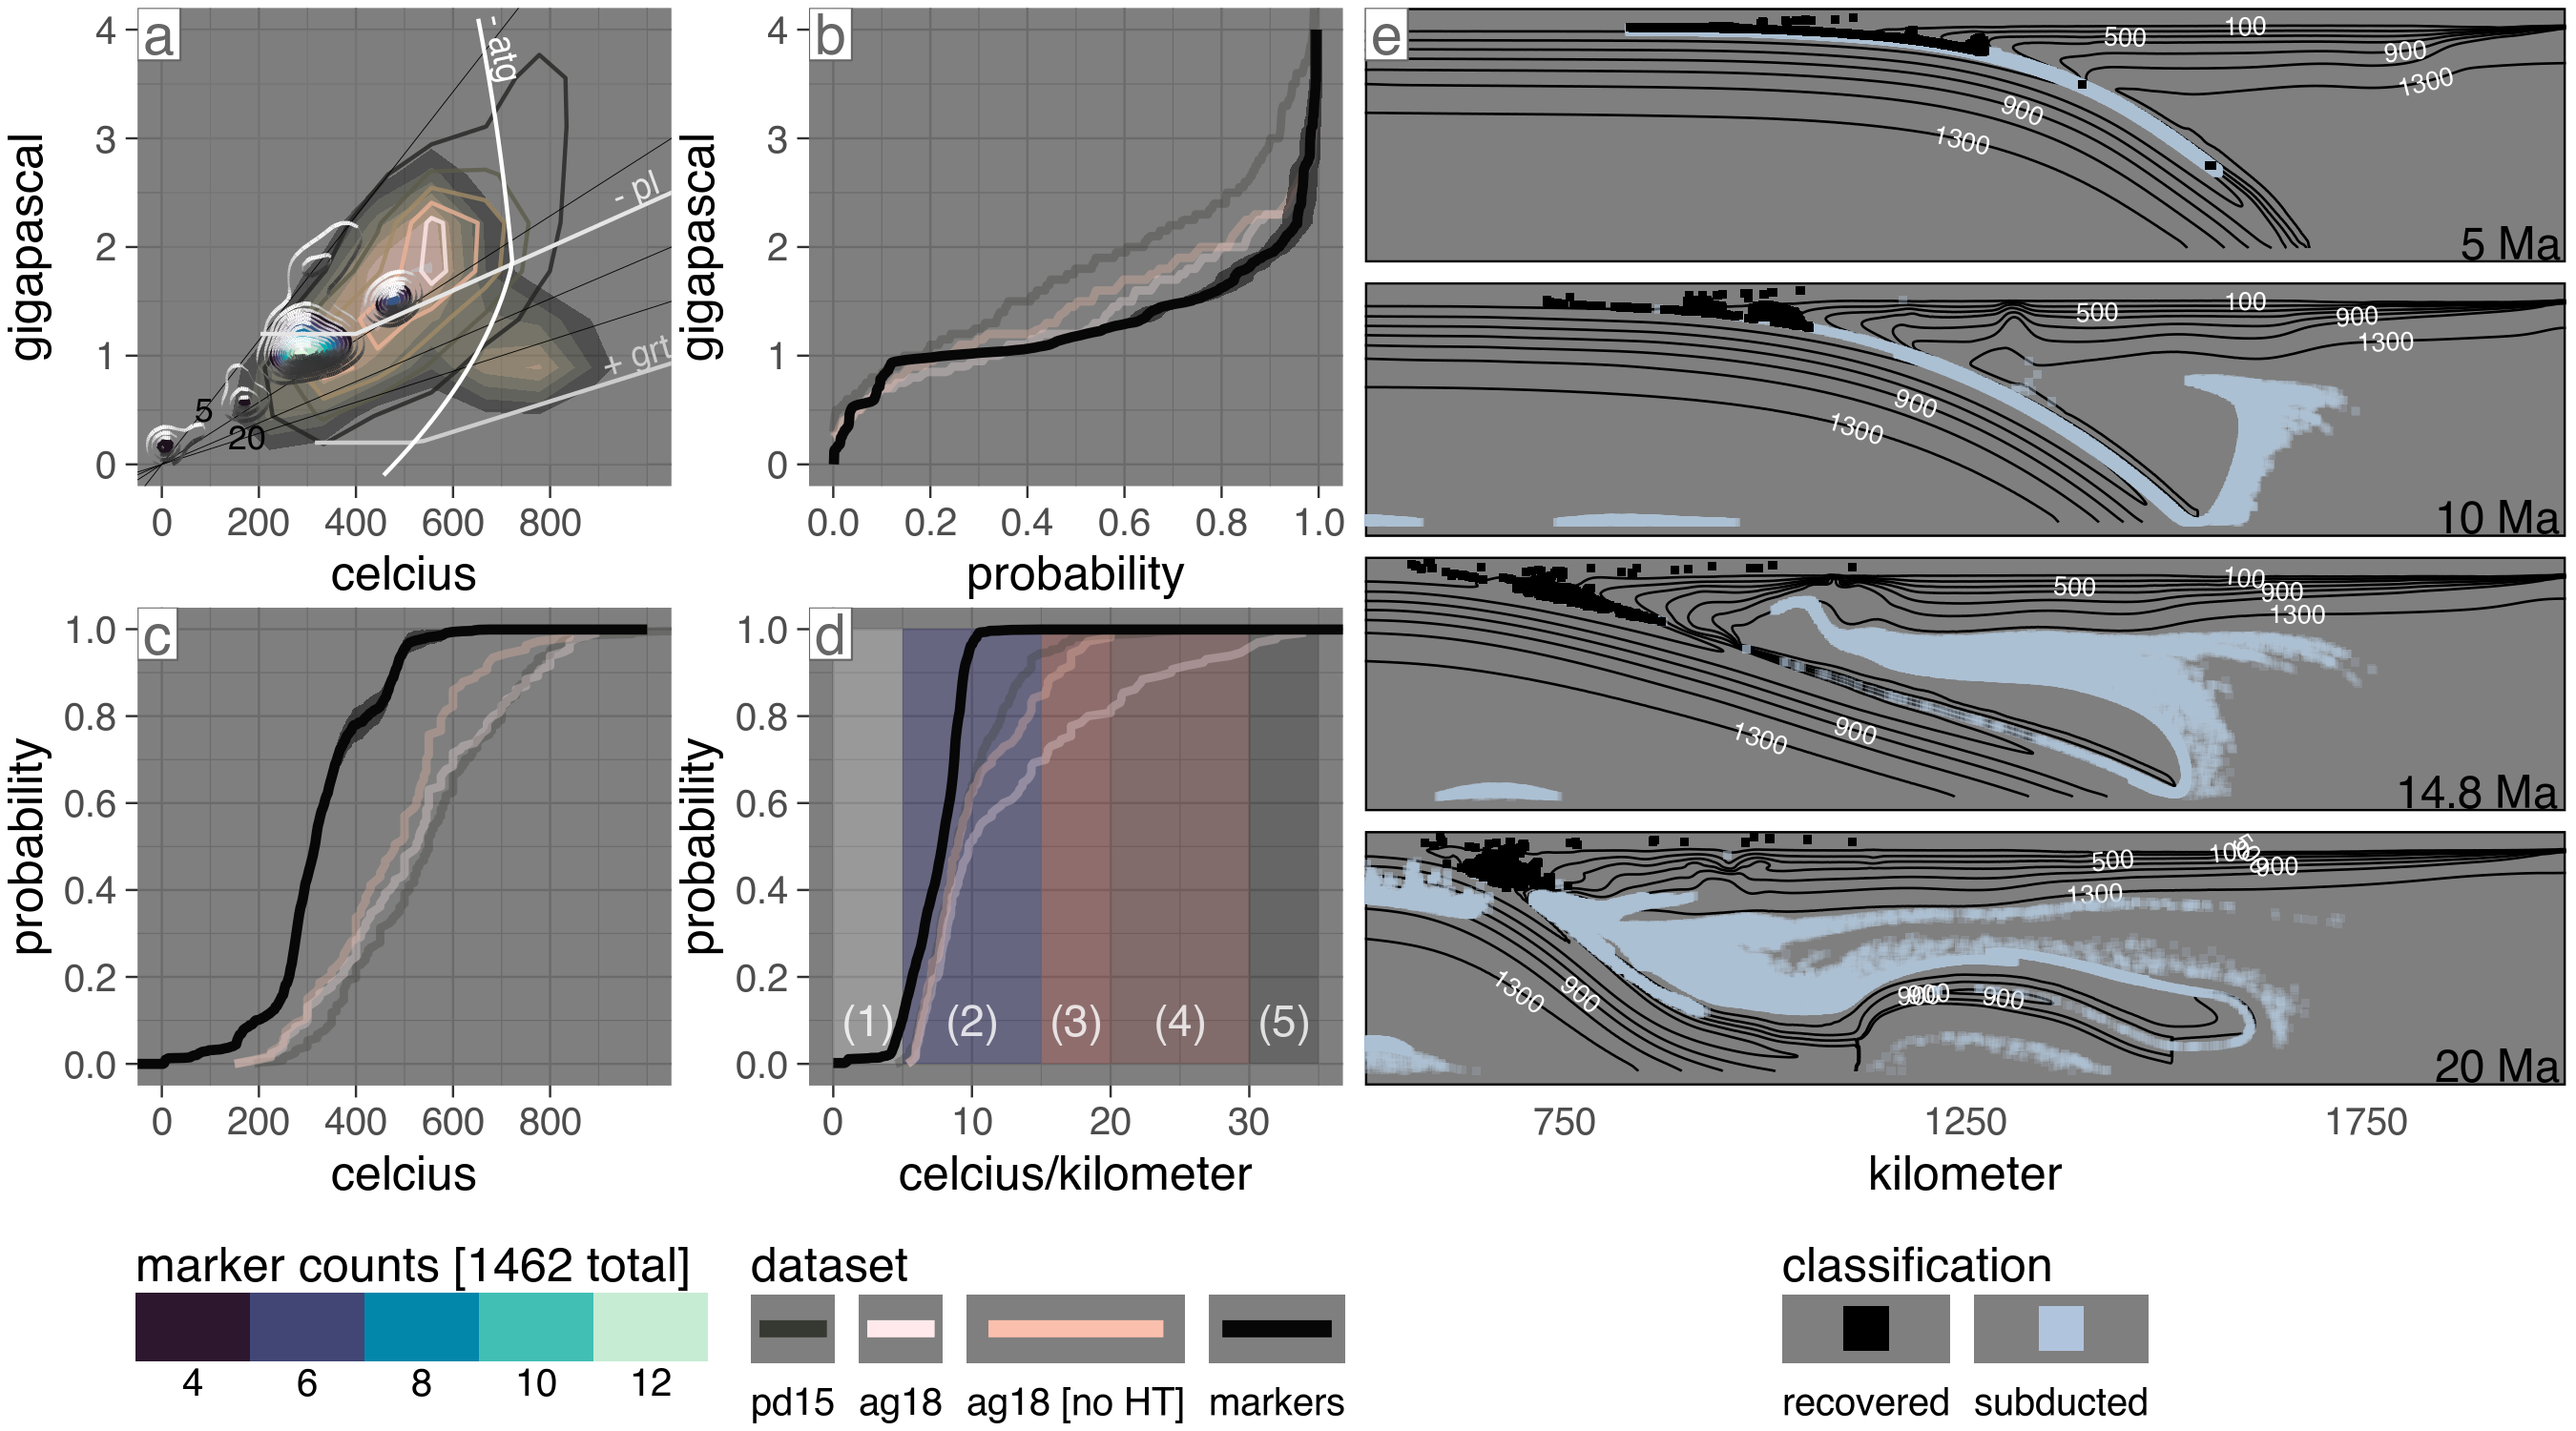 a
4
3
2
1
0
gigapascal
- atg
- pl
+ grt
5
20
0 200 400 600 800
celcius
b
4
3
2
1
0
gigapascal
0.0 0.2 0.4 0.6 0.8 1.0
probability
c
1.0
0.8
0.6
0.4
0.2
0.0
probability
0 200 400 600 800
celcius
d
1.0
0.8
0.6
0.4
0.2
0.0
probability
(1) (2) (3) (4) (5)
0 10 20 30
celcius/kilometer
e
100
500
900
1300
900
1300
5 Ma
100
500
900
1300
900
1300
10 Ma
100
500
900
1300
900
1300
14.8 Ma
500
100
500
900
1300
900
900
900
900
1300
20 Ma
750 1250 1750
kilometer
marker counts [1462 total]
4 6 8 10 12
dataset
pd15 ag18 ag18 [no HT] markers
classification
recovered subducted